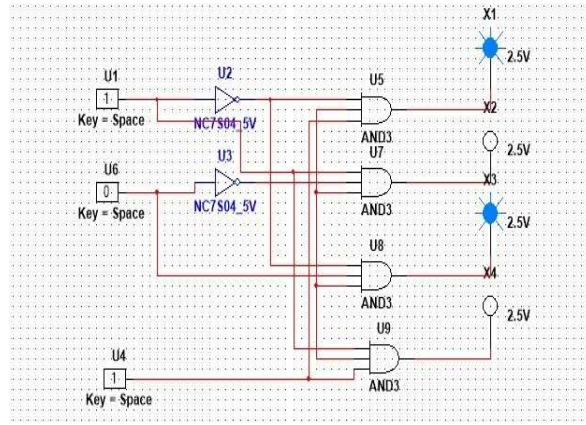 X1
2.5V
U1
1
Key = Space
U2
NC7S04_5V
U5
AND3
X2
2.5V
U6
0
Key = Space
U3
NC7S04_5V
U7
AND3
X3
2.5V
U8
AND3
X4
2.5V
U9
AND3
U4
1
Key = Space